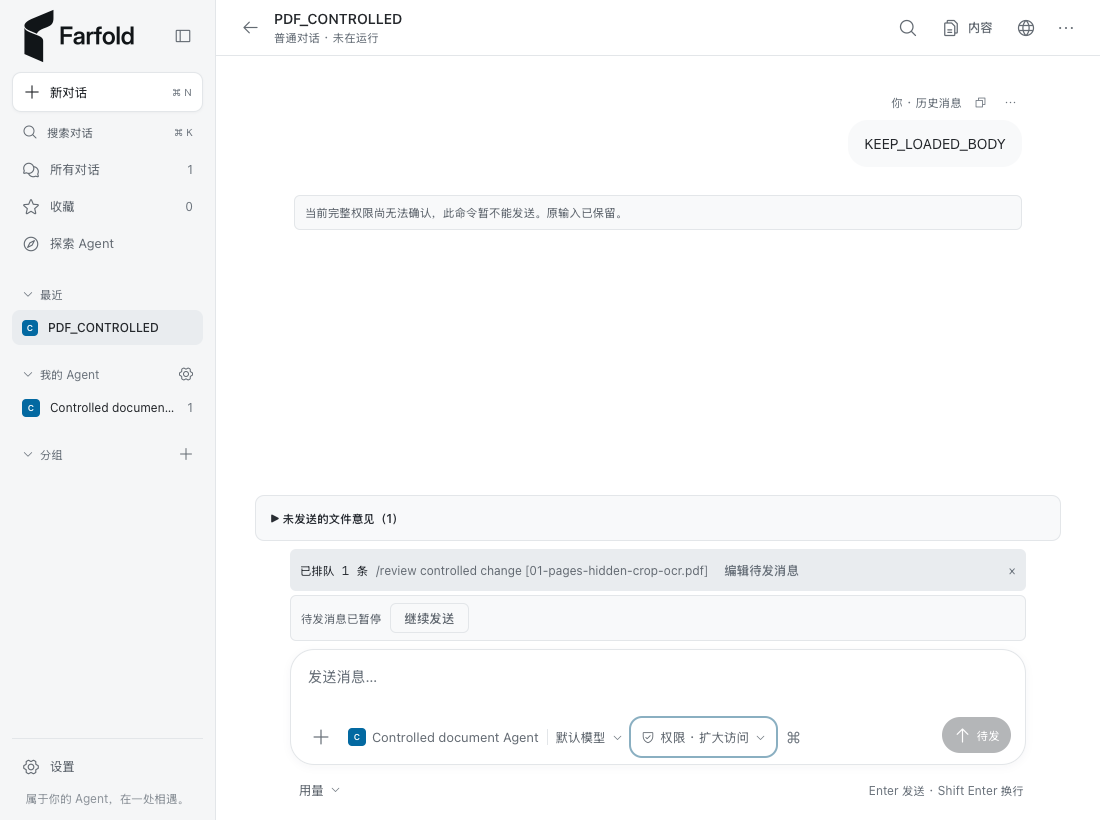 Farfold
新对话 ⌘ N
搜索对话 ⌘ K
所有对话 1
收藏 0
探索 Agent
最近
C PDF_CONTROLLED
我的 Agent
C Controlled documen... 1
分组
设置
属于你的 Agent，在一处相遇。
PDF_CONTROLLED
普通对话 · 未在运行
内容
你 · 历史消息
KEEP_LOADED_BODY
当前完整权限尚无法确认，此命令暂不能发送。原输入已保留。
未发送的文件意见（1）
已排队 1 条 /review controlled change [01-pages-hidden-crop-ocr.pdf] 编辑待发消息 ×
待发消息已暂停 继续发送
发送消息...
C Controlled document Agent 默认模型 权限 · 扩大访问 ⌘ 待发
用量 Enter 发送 · Shift Enter 换行